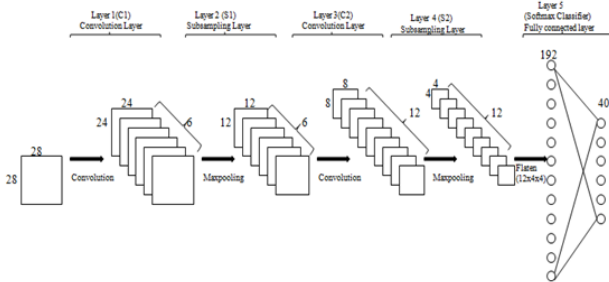 Layer 1(C1)
Convolution Layer
Layer 2 (S1)
Subsampling Layer
Layer 3(C2)
Convolution Layer
Layer 4 (S2)
Subsampling Layer
Layer 5
(Softmax Classifier)
Fully connected layer
28
28
Convolution
24
24
6
Maxpooling
12
12
6
Convolution
8
8
12
Maxpooling
4
4
12
Flaten
(12x4x4)
192
40